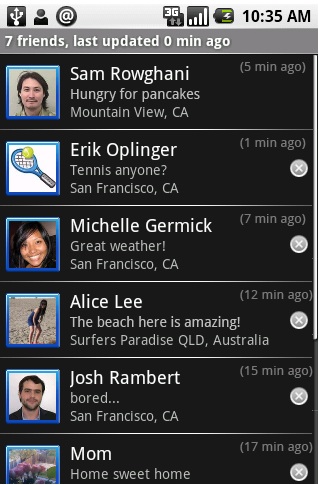 3G
10:35 AM
7 friends, last updated 0 min ago
Sam Rowghani
(5 min ago)
Hungry for pancakes
Mountain View, CA
Erik Oplinger
(1 min ago)
Tennis anyone?
San Francisco, CA
Michelle Germick
(7 min ago)
Great weather!
San Francisco, CA
Alice Lee
(12 min ago)
The beach here is amazing!
Surfers Paradise QLD, Australia
Josh Rambert
(15 min ago)
bored...
San Francisco, CA
Mom
(17 min ago)
Home sweet home